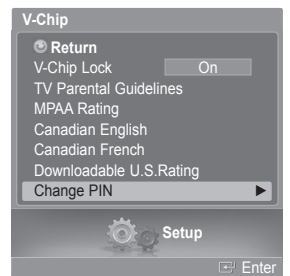 V-Chip
Return
V-Chip Lock On
TV Parental Guidelines
MPAA Rating
Canadian English
Canadian French
Downloadable U.S.Rating
Change PIN
Setup
Enter